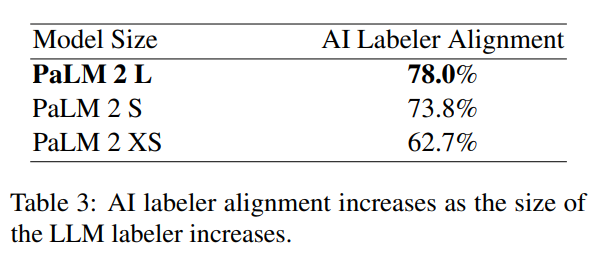 Model Size AI Labeler Alignment
PaLM 2 L 78.0%
PaLM 2 S 73.8%
PaLM 2 XS 62.7%
Table 3: AI labeler alignment increases as the size of
the LLM labeler increases.